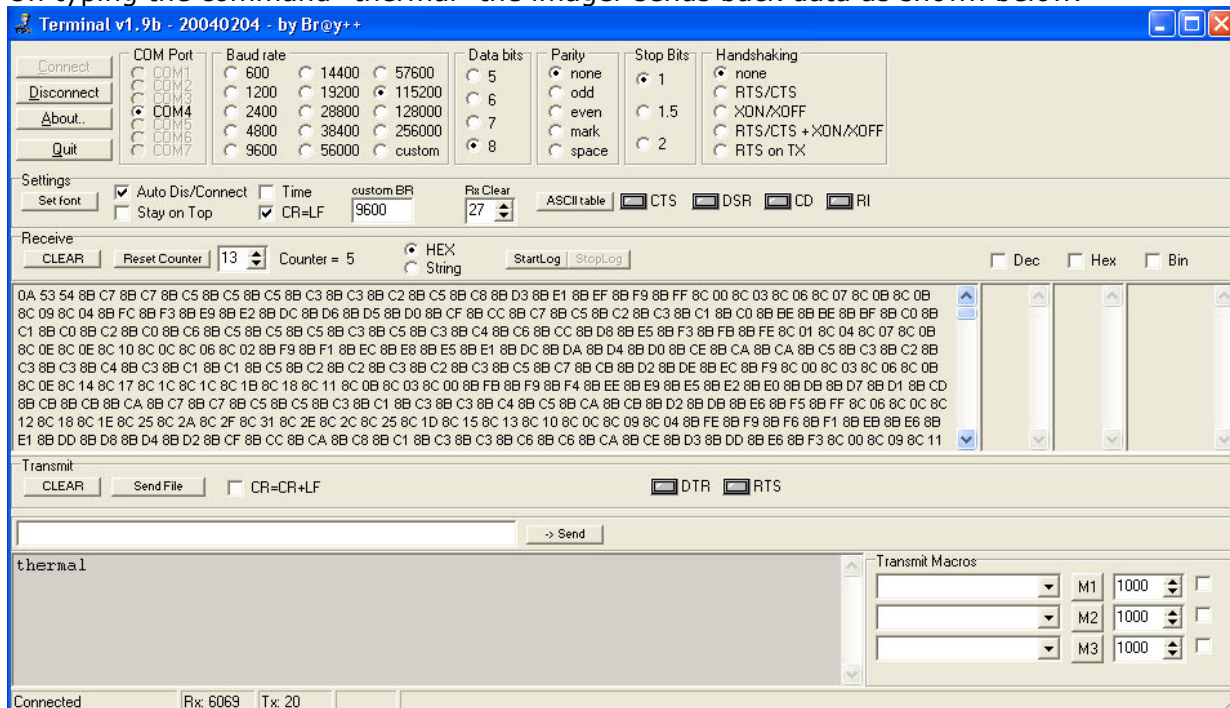 On typing the command "thermal" the imager sends back data as shown below.
Terminal v1.9b - 20040204 - by Br@y++
Connect
Disconnect
About..
Quit
COM Port
COM1
COM2
COM3
COM4
COM5
COM6
COM7
Baud rate
600 14400 57600
1200 19200 115200
2400 28800 128000
4800 38400 256000
9600 56000 custom
Data bits
5
6
7
8
Parity
none
odd
even
mark
space
Stop Bits
1
1.5
2
Handshaking
none
RTS/CTS
XON/XOFF
RTS/CTS + XON/XOFF
RTS on TX
Settings
Set font
Auto Dis/Connect Time
Stay on Top CR=LF
custom BR
9600
Rx Clear
27
ASCII table CTS DSR CD RI
Receive
CLEAR Reset Counter 13 Counter = 5
HEX
String
StartLog StopLog
Dec Hex Bin
0A 53 54 8B C7 8B C7 8B C5 8B C5 8B C5 8B C3 8B C3 8B C2 8B C5 8B C8 8B D3 8B E1 8B EF 8B F9 8B FF 8C 00 8C 03 8C 06 8C 07 8C 0B 8C 0B
8C 09 8C 04 8B FC 8B F3 8B E9 8B E2 8B DC 8B D6 8B D5 8B D0 8B CF 8B CC 8B C7 8B C5 8B C2 8B C3 8B C1 8B C0 8B BE 8B BE 8B BF 8B C0 8B
C1 8B C0 8B C2 8B C0 8B C6 8B C5 8B C5 8B C5 8B C3 8B C5 8B C3 8B C4 8B C6 8B CC 8B D8 8B E5 8B F3 8B FB 8B FE 8C 01 8C 04 8C 07 8C 0B
8C 0E 8C 0E 8C 10 8C 0C 8C 06 8C 02 8B F9 8B F1 8B EC 8B E8 8B E5 8B E1 8B DC 8B DA 8B D4 8B D0 8B CE 8B CA 8B CA 8B C5 8B C3 8B C2 8B
C3 8B C3 8B C4 8B C3 8B C1 8B C1 8B C5 8B C2 8B C2 8B C3 8B C2 8B C3 8B C5 8B C7 8B CB 8B D2 8B DE 8B EC 8B F9 8C 00 8C 03 8C 06 8C 0B
8C 0E 8C 14 8C 17 8C 1C 8C 1C 8C 1B 8C 18 8C 11 8C 0B 8C 03 8C 00 8B FB 8B F9 8B F4 8B EE 8B E9 8B E5 8B E2 8B E0 8B DB 8B D7 8B D1 8B CD
8B CB 8B CB 8B CA 8B C7 8B C7 8B C5 8B C5 8B C3 8B C1 8B C3 8B C3 8B C4 8B C5 8B CA 8B CB 8B D2 8B DB 8B E6 8B F5 8B FF 8C 06 8C 0C 8C
12 8C 18 8C 1E 8C 25 8C 2A 8C 2F 8C 31 8C 2E 8C 2C 8C 25 8C 1D 8C 15 8C 13 8C 10 8C 0C 8C 09 8C 04 8B FE 8B F9 8B F6 8B F1 8B EB 8B E6 8B
E1 8B DD 8B D8 8B D4 8B D2 8B CF 8B CC 8B CA 8B C8 8B C1 8B C3 8B C3 8B C6 8B C6 8B CA 8B CE 8B D3 8B DD 8B E6 8B F3 8C 00 8C 09 8C 11
Transmit
CLEAR Send File CR=CR+LF
DTR RTS
-> Send
thermal
Transmit Macros
M1 1000
M2 1000
M3 1000
Connected Rx: 6069 Tx: 20